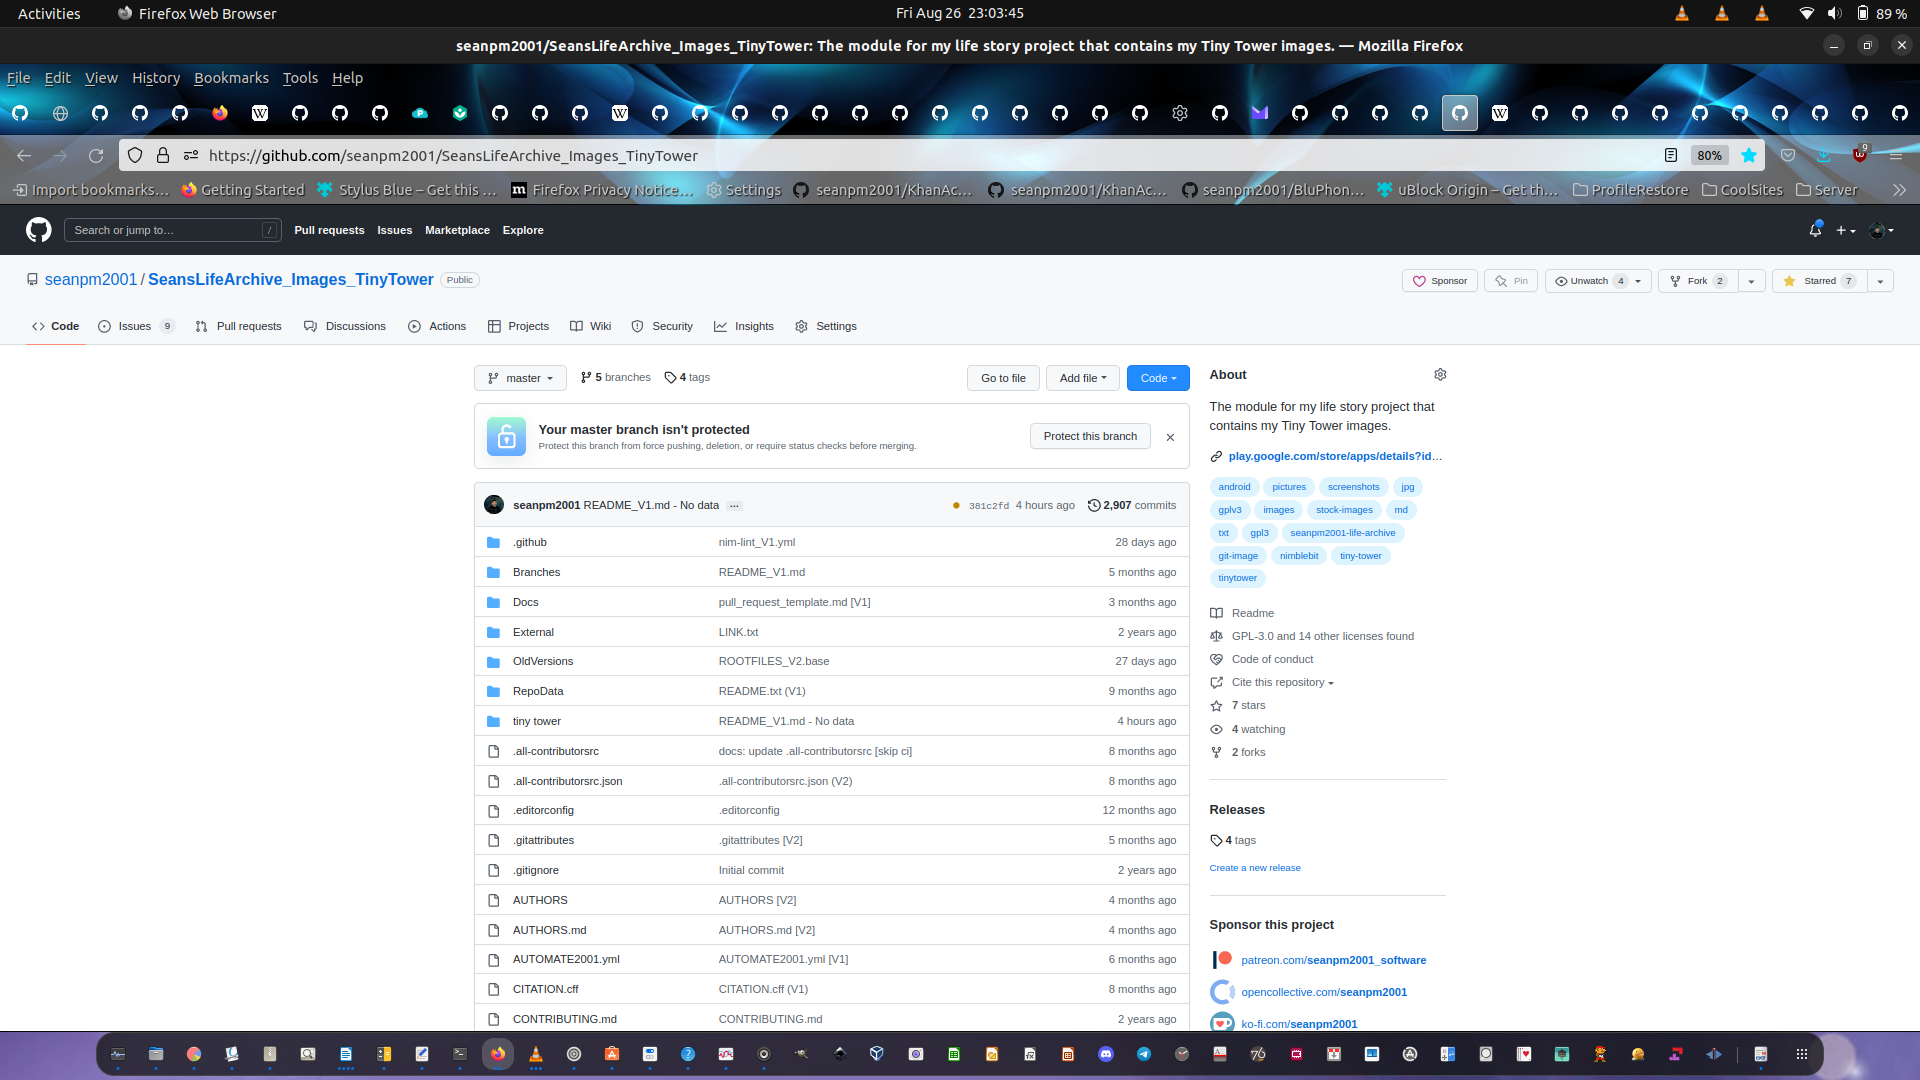 Activities
Firefox Web Browser
Fri Aug 26 23:03:45
89 %
seanpm2001/SeansLifeArchive_Images_TinyTower: The module for my life story project that contains my Tiny Tower images. — Mozilla Firefox
File Edit View History Bookmarks Tools Help
https://github.com/seanpm2001/SeansLifeArchive_Images_TinyTower
80%
9
Import bookmarks…
Getting Started
Stylus Blue – Get this …
Firefox Privacy Notice…
Settings
seanpm2001/KhanAc…
seanpm2001/KhanAc…
seanpm2001/BluPhon…
uBlock Origin – Get th…
ProfileRestore
CoolSites
Server
Search or jump to…
/
Pull requests
Issues
Marketplace
Explore
seanpm2001 / SeansLifeArchive_Images_TinyTower
Public
Sponsor
Pin
Unwatch 4
Fork 2
Starred 7
Code
Issues 9
Pull requests
Discussions
Actions
Projects
Wiki
Security
Insights
Settings
master
5 branches
4 tags
Go to file
Add file
Code
Your master branch isn't protected
Protect this branch from force pushing, deletion, or require status checks before merging.
Protect this branch
seanpm2001 README_V1.md - No data
381c2fd 4 hours ago
2,907 commits
.github nim-lint_V1.yml 28 days ago
Branches README_V1.md 5 months ago
Docs pull_request_template.md [V1] 3 months ago
External LINK.txt 2 years ago
OldVersions ROOTFILES_V2.base 27 days ago
RepoData README.txt (V1) 9 months ago
tiny tower README_V1.md - No data 4 hours ago
.all-contributorsrc docs: update .all-contributorsrc [skip ci] 8 months ago
.all-contributorsrc.json .all-contributorsrc.json (V2) 8 months ago
.editorconfig .editorconfig 12 months ago
.gitattributes .gitattributes [V2] 5 months ago
.gitignore Initial commit 2 years ago
AUTHORS AUTHORS [V2] 4 months ago
AUTHORS.md AUTHORS.md [V2] 4 months ago
AUTOMATE2001.yml AUTOMATE2001.yml [V1] 6 months ago
CITATION.cff CITATION.cff (V1) 8 months ago
CONTRIBUTING.md CONTRIBUTING.md 2 years ago
About
The module for my life story project that
contains my Tiny Tower images.
play.google.com/store/apps/details?id…
android pictures screenshots jpg
gplv3 images stock-images md
txt gpl3 seanpm2001-life-archive
git-image nimblebit tiny-tower
tinytower
Readme
GPL-3.0 and 14 other licenses found
Code of conduct
Cite this repository
7 stars
4 watching
2 forks
Releases
4 tags
Create a new release
Sponsor this project
patreon.com/seanpm2001_software
opencollective.com/seanpm2001
ko-fi.com/seanpm2001